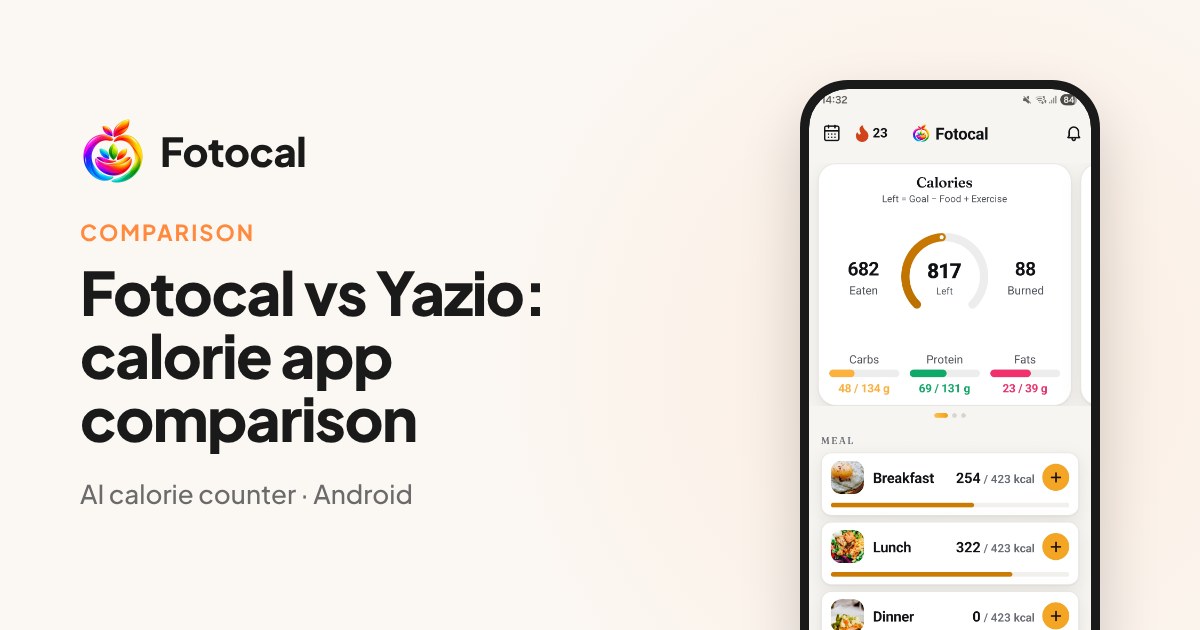 Fotocal
COMPARISON
Fotocal vs Yazio:
calorie app
comparison
AI calorie counter · Android
14:32
84
23
Fotocal
Calories
Left = Goal − Food + Exercise
682
Eaten
817
Left
88
Burned
Carbs
Protein
Fats
48 / 134 g
69 / 131 g
23 / 39 g
MEAL
Breakfast 254 / 423 kcal +
Lunch 322 / 423 kcal +
Dinner 0 / 423 kcal +